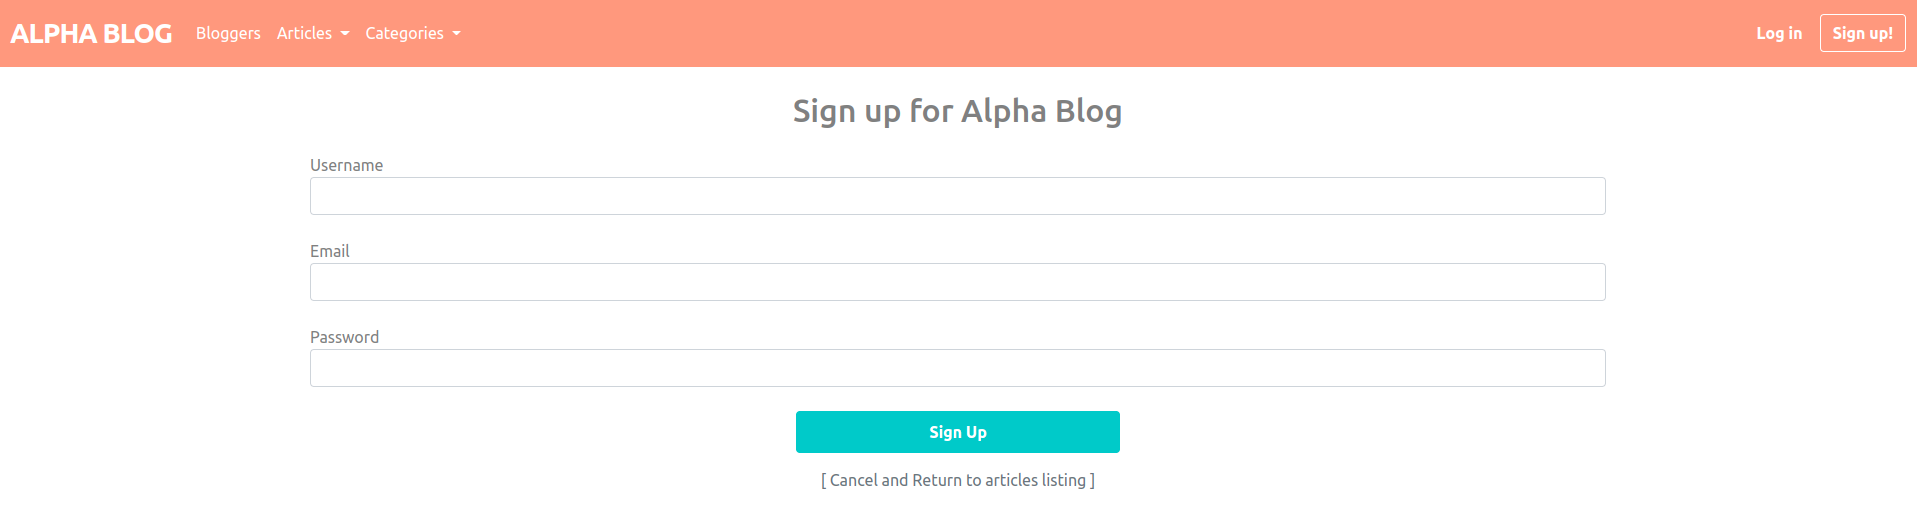 ALPHA BLOG Bloggers Articles Categories Log in Sign up!
Sign up for Alpha Blog
Username
Email
Password
Sign Up
[ Cancel and Return to articles listing ]